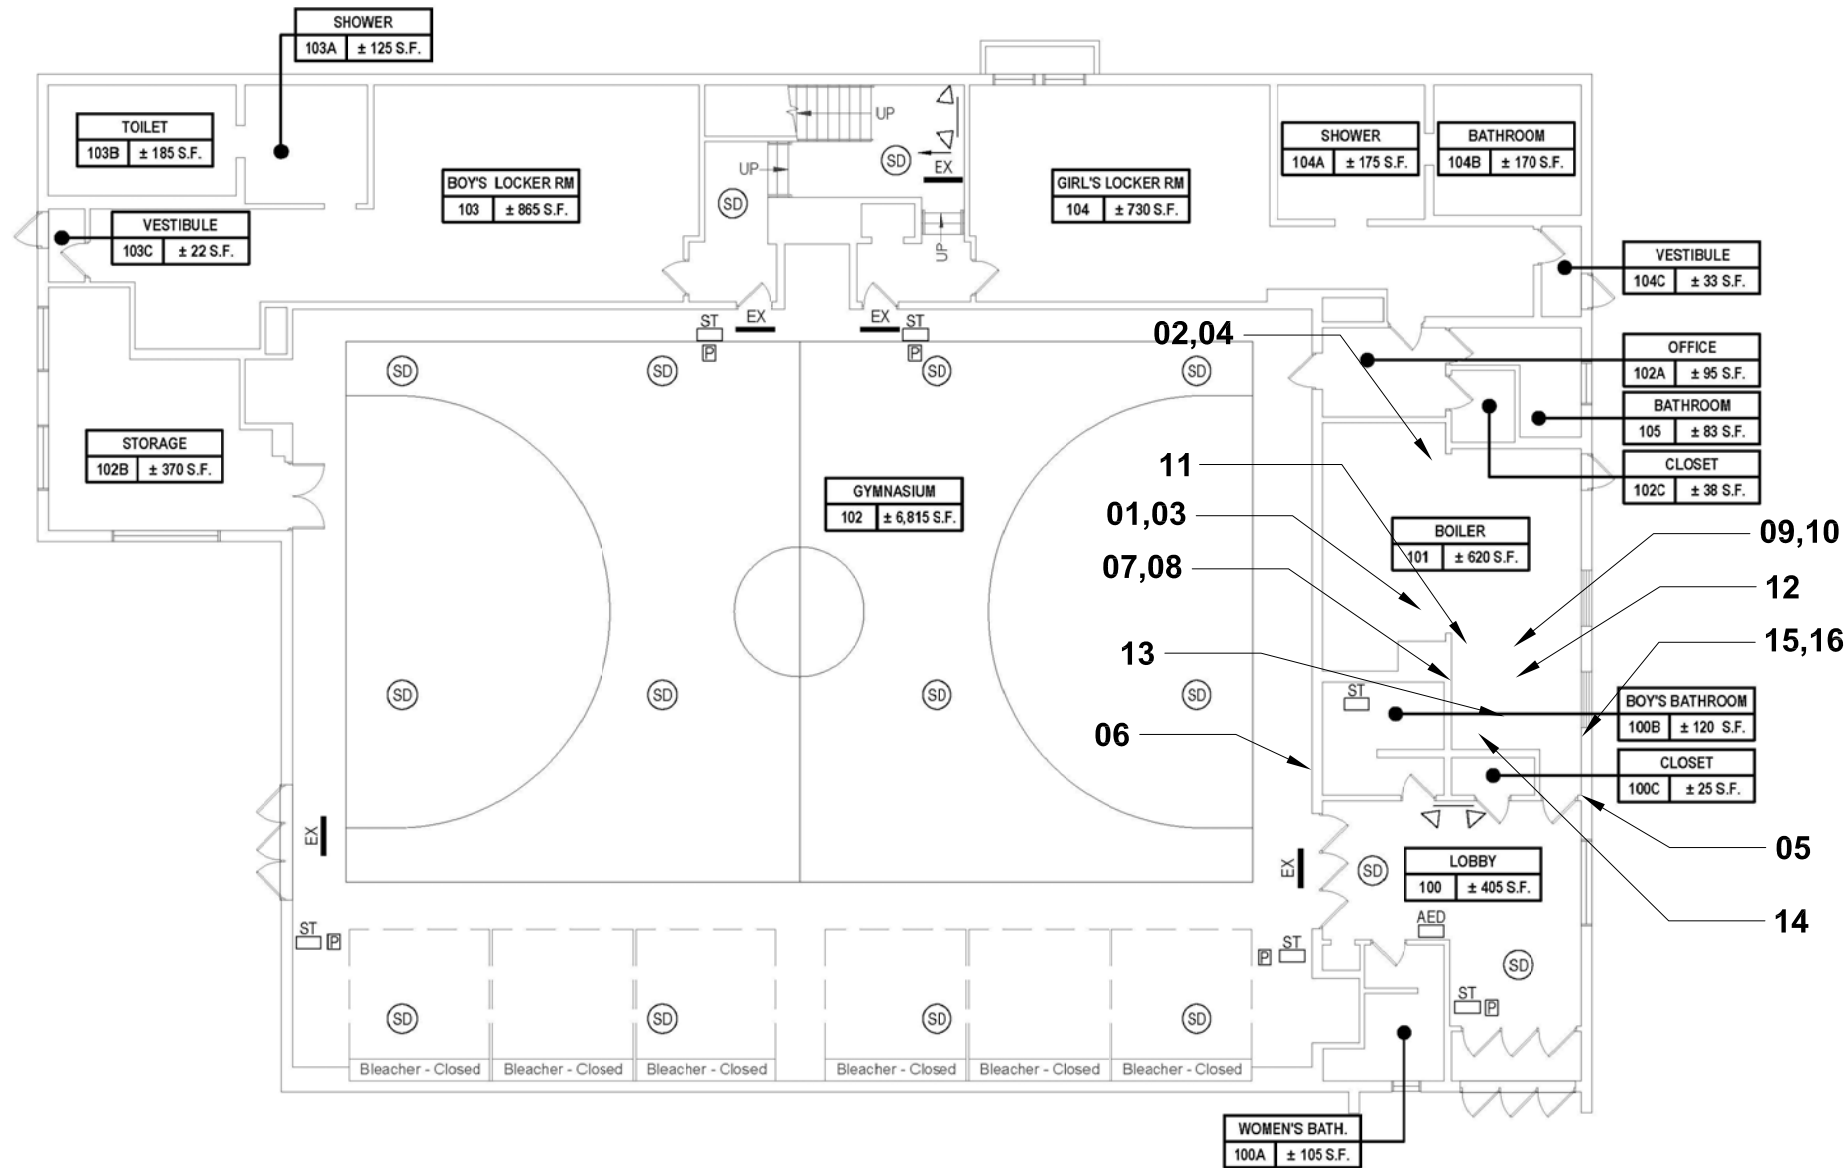 SHOWER
103A ± 125 S.F.
TOILET
103B ± 185 S.F.
UP
SD
EX
UP
SHOWER
104A ± 175 S.F.
BATHROOM
104B ± 170 S.F.
BOY'S LOCKER RM
103 ± 865 S.F.
GIRL'S LOCKER RM
104 ± 730 S.F.
SD
VESTIBULE
103C ± 22 S.F.
UP
VESTIBULE
104C ± 33 S.F.
ST
EX
EX
ST
P
P
02,04
OFFICE
102A ± 95 S.F.
SD
SD
SD
SD
BATHROOM
105 ± 83 S.F.
STORAGE
102B ± 370 S.F.
11
CLOSET
102C ± 38 S.F.
GYMNASIUM
102 ± 6,815 S.F.
01,03
BOILER
101 ± 620 S.F.
09,10
07,08
12
13
15,16
SD
SD
SD
SD
ST
BOY'S BATHROOM
100B ± 120 S.F.
06
CLOSET
100C ± 25 S.F.
EX
EX
SD
LOBBY
100 ± 405 S.F.
05
14
AED
ST
P
P
ST
SD
ST
P
SD
SD
SD
SD
Bleacher - Closed
Bleacher - Closed
Bleacher - Closed
Bleacher - Closed
Bleacher - Closed
Bleacher - Closed
WOMEN'S BATH.
100A ± 105 S.F.